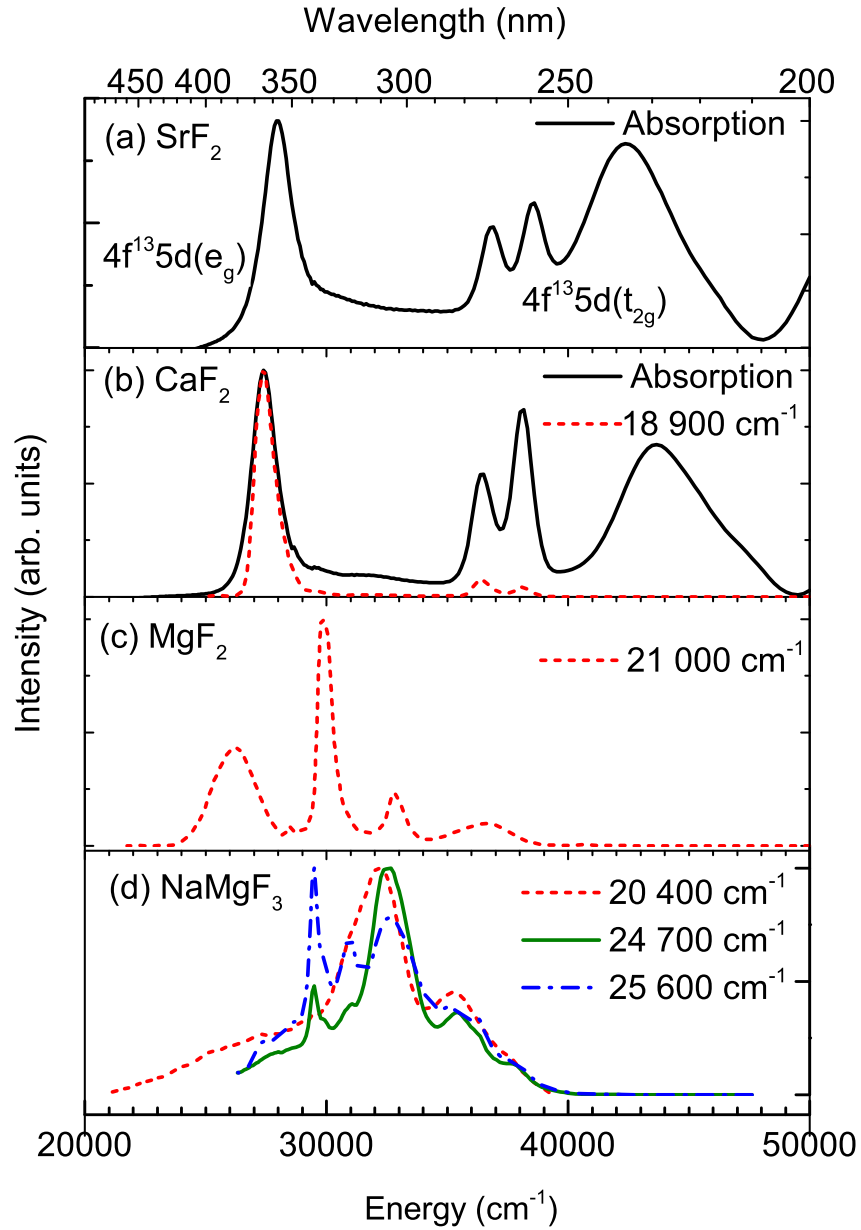 Wavelength (nm)
450 400 350 300 250 200
(a) SrF₂
Absorption
4f¹³5d(e_g)
4f¹³5d(t₂g)
(b) CaF₂
Absorption
18 900 cm⁻¹
(c) MgF₂
21 000 cm⁻¹
(d) NaMgF₃
20 400 cm⁻¹
24 700 cm⁻¹
25 600 cm⁻¹
Intensity (arb. units)
20000 30000 40000 50000
Energy (cm⁻¹)